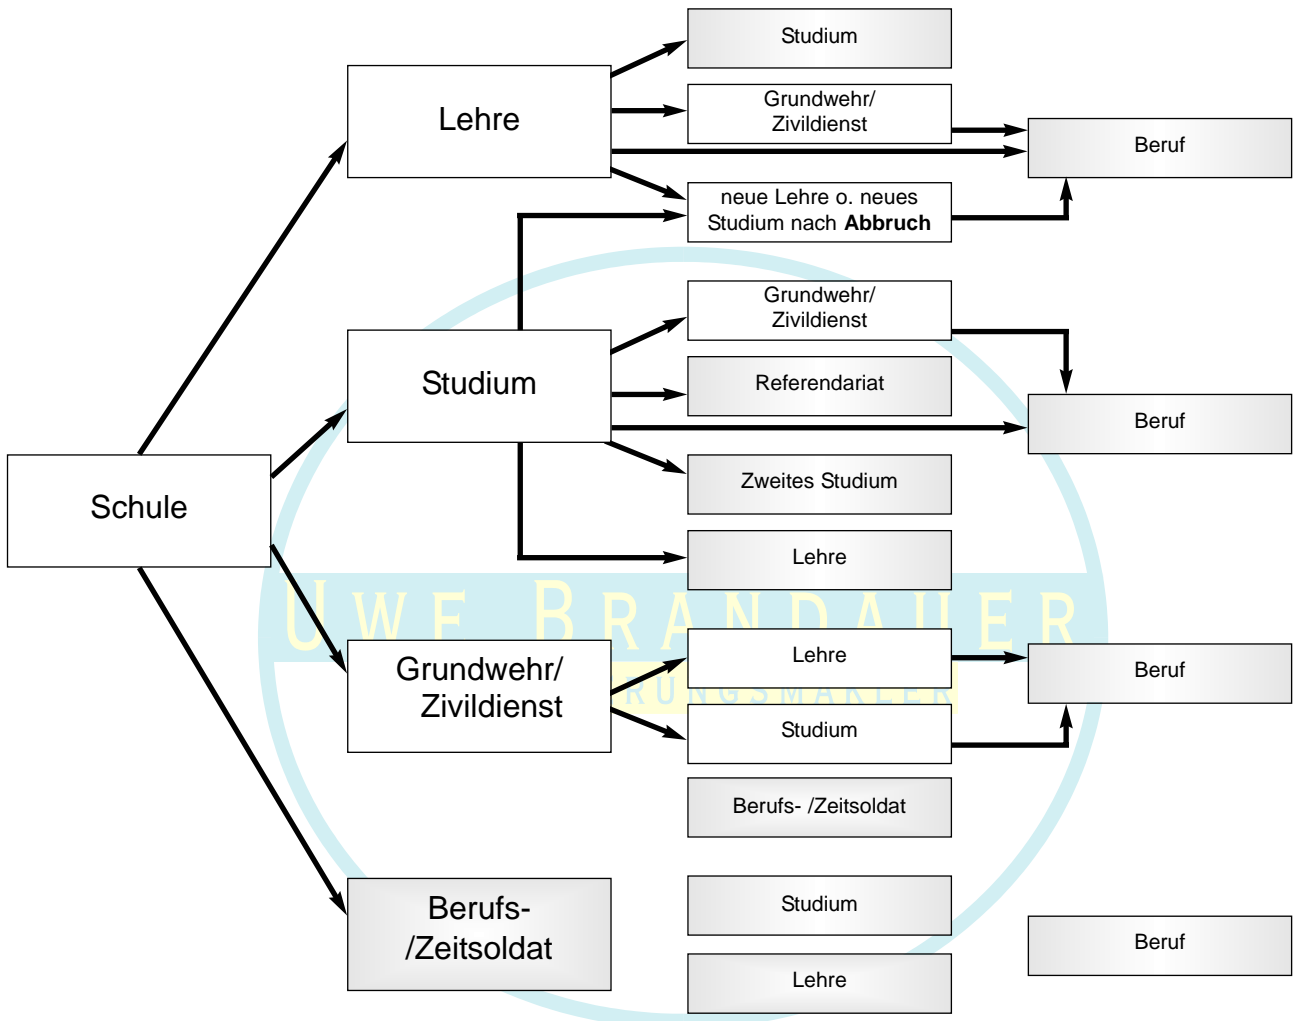 Studium
Lehre
Grundwehr/
Zivildienst
Beruf
neue Lehre o. neues
Studium nach Abbruch
Grundwehr/
Zivildienst
Studium
Referendariat
Beruf
Zweites Studium
Schule
Lehre
UWE BRANDAUER
Grundwehr/
Zivildienst
Lehre
Beruf
RUNGSMAKLER
Studium
Berufs- /Zeitsoldat
Berufs-
/Zeitsoldat
Studium
Beruf
Lehre